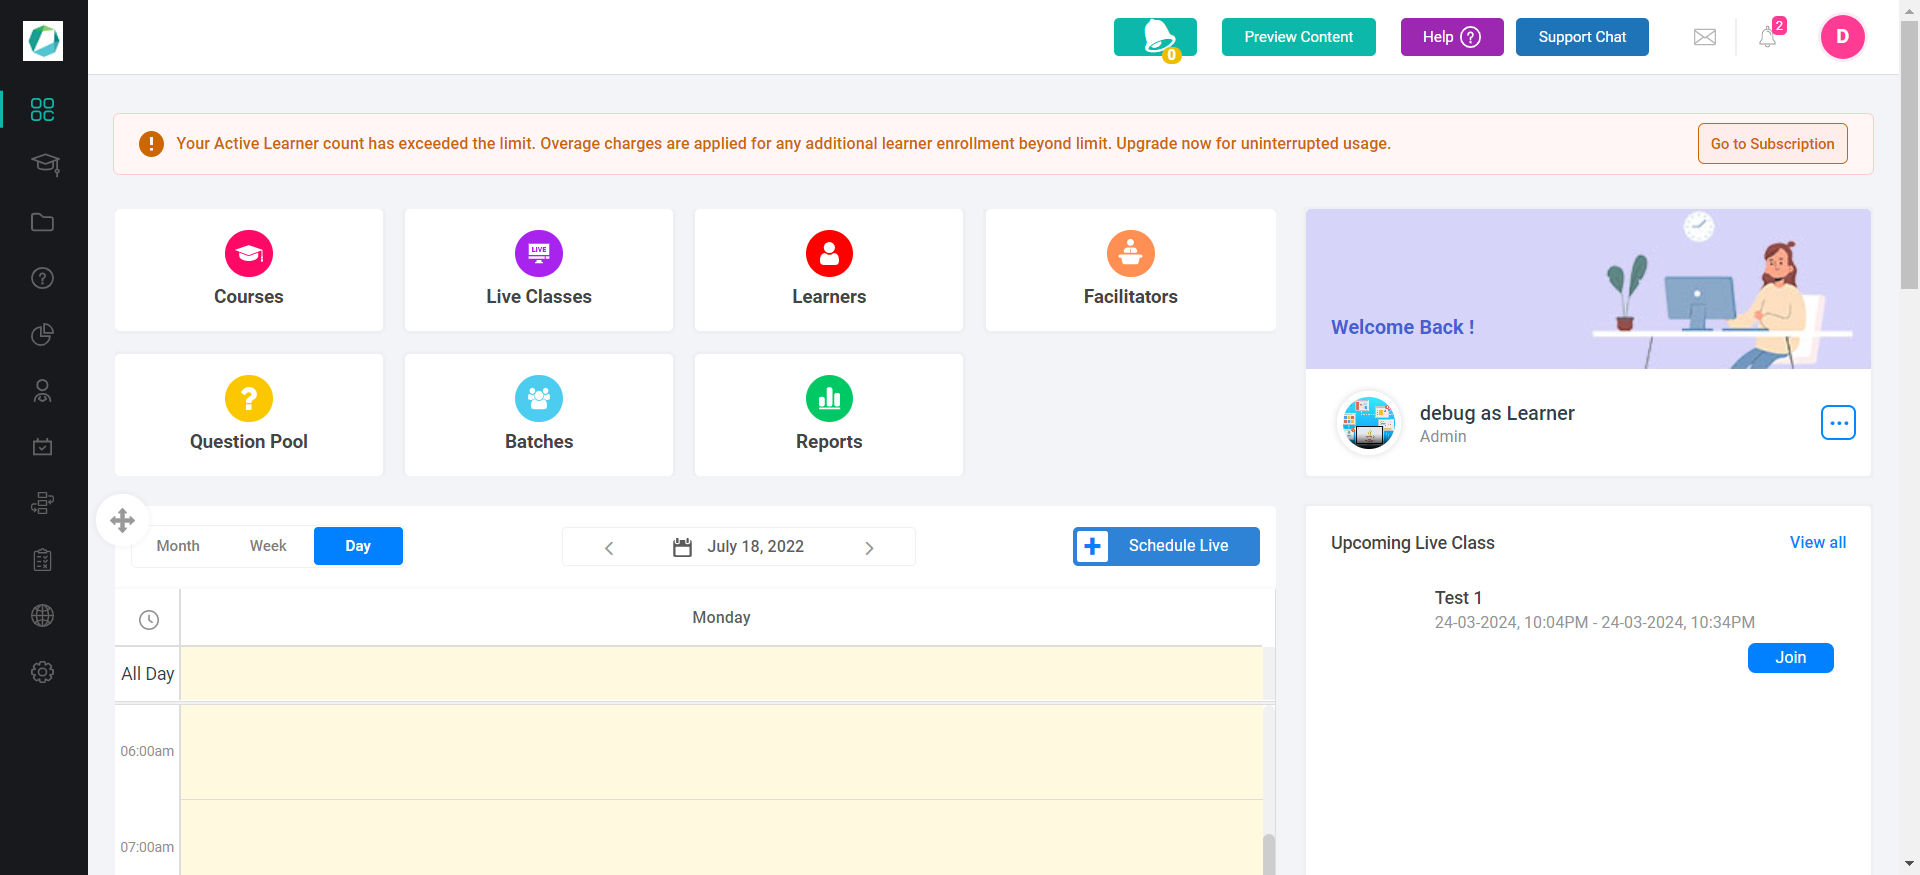 0
Preview Content
Help ?
Support Chat
2
D
Your Active Learner count has exceeded the limit. Overage charges are applied for any additional learner enrollment beyond limit. Upgrade now for uninterrupted usage.
Go to Subscription
Courses
LIVE
Live Classes
Learners
Facilitators
Welcome Back !
Question Pool
Batches
Reports
debug as Learner
Admin
Month
Week
Day
July 18, 2022
Schedule Live
Upcoming Live Class
View all
Monday
Test 1
24-03-2024, 10:04PM - 24-03-2024, 10:34PM
Join
All Day
06:00am
07:00am